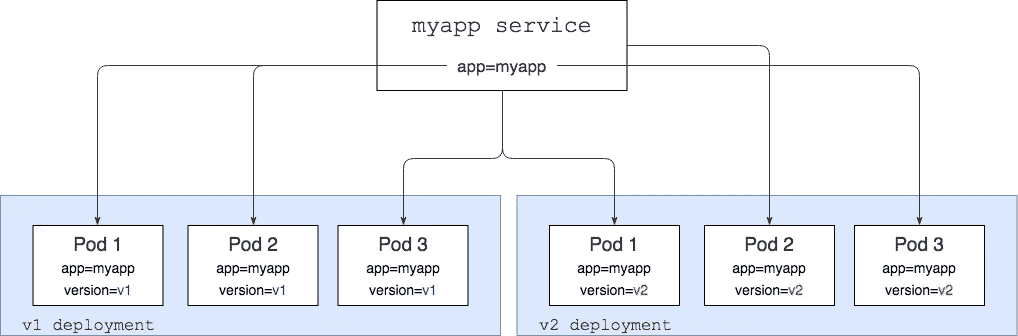 myapp service
app=myapp
Pod 1
app=myapp
version=v1
Pod 2
app=myapp
version=v1
Pod 3
app=myapp
version=v1
v1 deployment
Pod 1
app=myapp
version=v2
Pod 2
app=myapp
version=v2
Pod 3
app=myapp
version=v2
v2 deployment